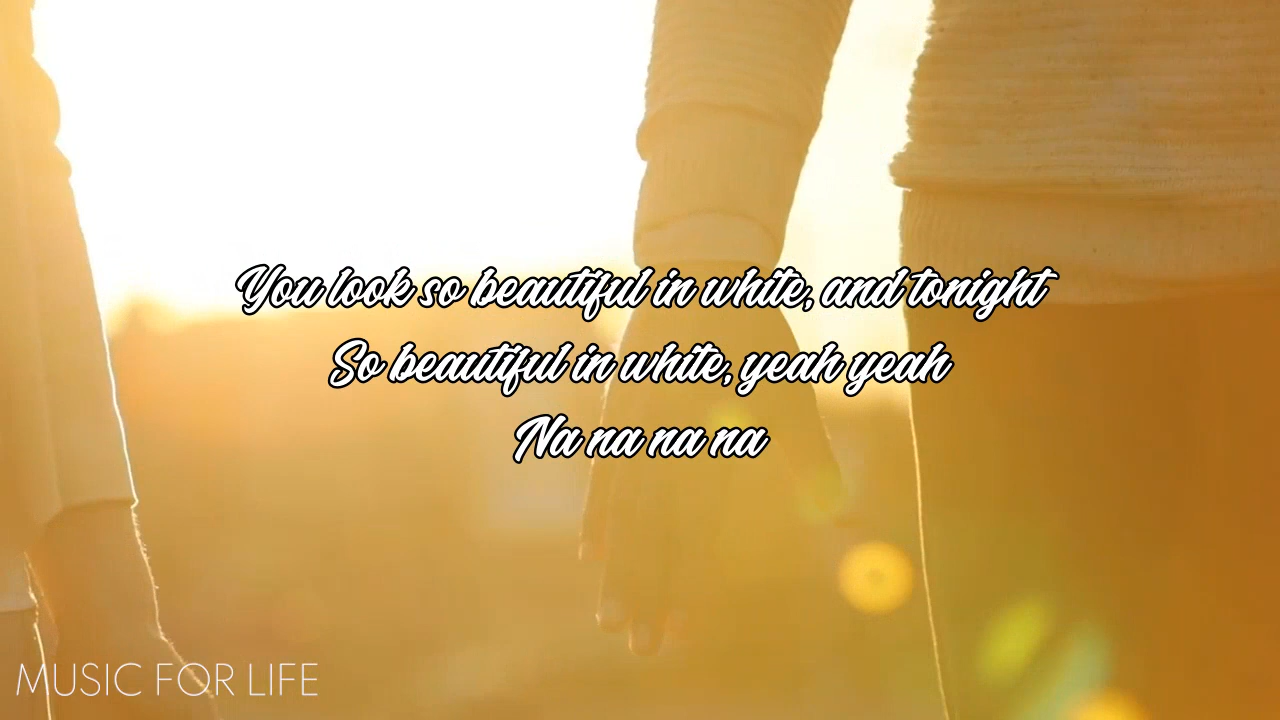 You look so beautiful in white, and tonight
So beautiful in white, yeah yeah
Na na na na
MUSIC FOR LIFE